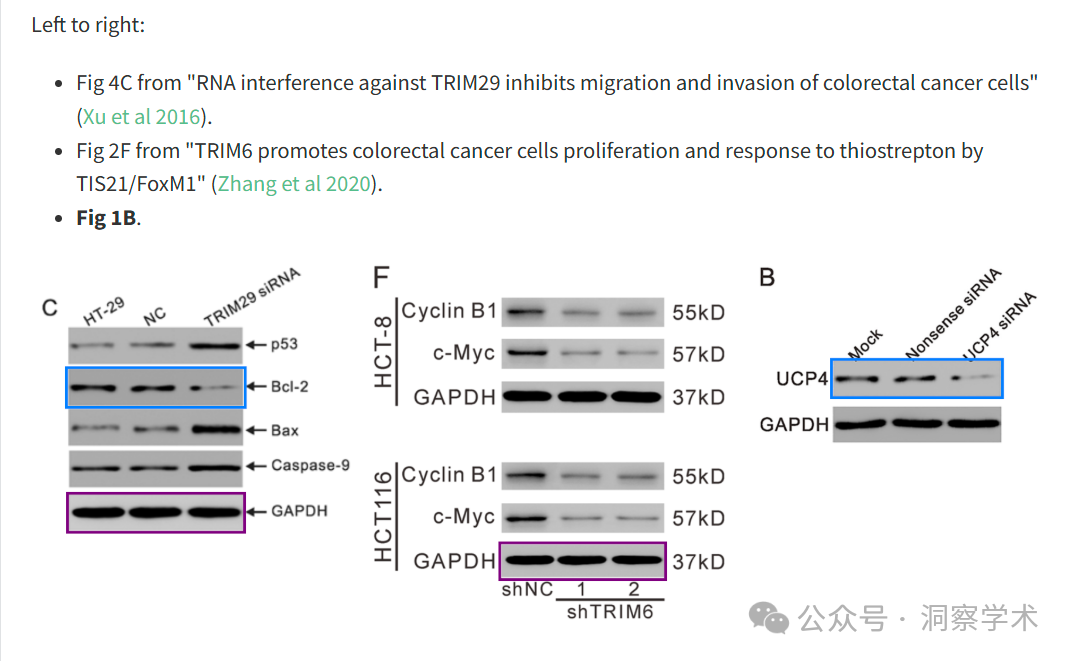 Left to right:
• Fig 4C from "RNA interference against TRIM29 inhibits migration and invasion of colorectal cancer cells"
(Xu et al 2016).
• Fig 2F from "TRIM6 promotes colorectal cancer cells proliferation and response to thiostrepton by
TIS21/FoxM1" (Zhang et al 2020).
• Fig 1B.
C
HT-29
NC
TRIM29 siRNA
p53
Bcl-2
Bax
Caspase-9
GAPDH
F
HCT-8
Cyclin B1 55kD
c-Myc 57kD
GAPDH 37kD
HCT116
Cyclin B1 55kD
c-Myc 57kD
GAPDH 37kD
shNC 1 2
shTRIM6
B
Mock
Nonsense siRNA
UCP4 siRNA
UCP4
GAPDH
公众号 · 洞察学术